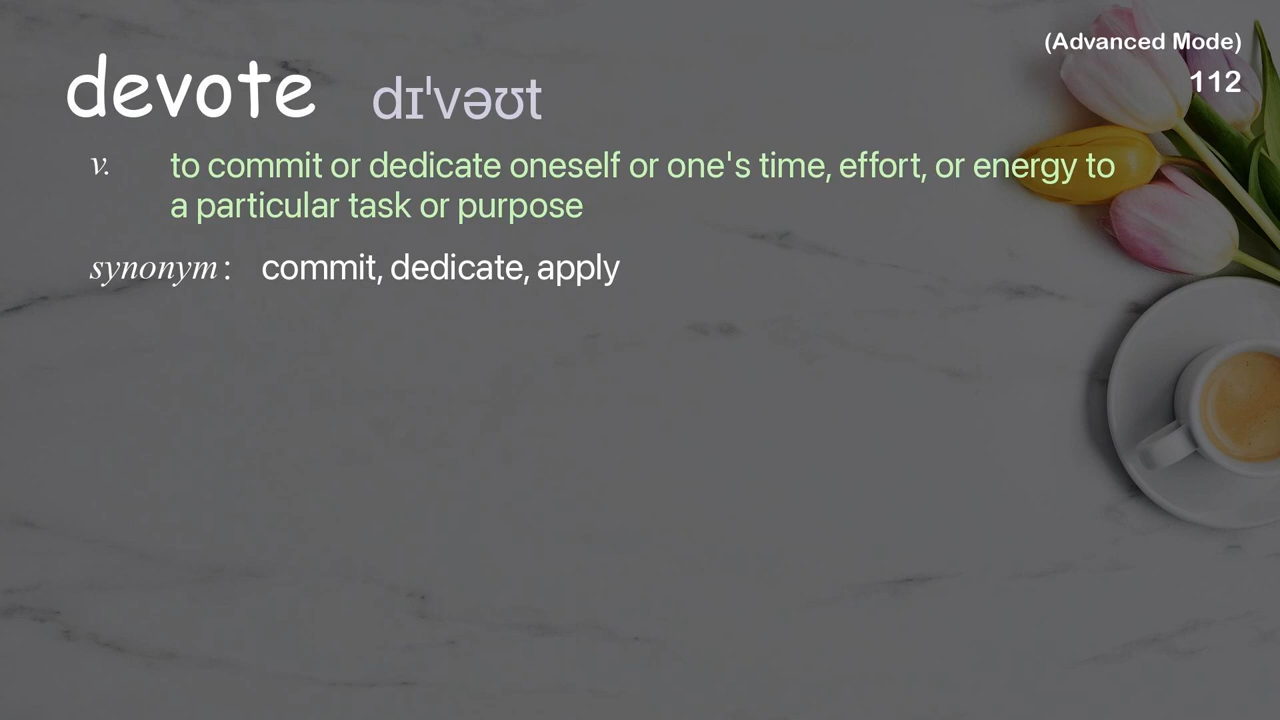 (Advanced Mode)
112
devote dɪˈvəʊt
v. to commit or dedicate oneself or one's time, effort, or energy to
a particular task or purpose
synonym : commit, dedicate, apply